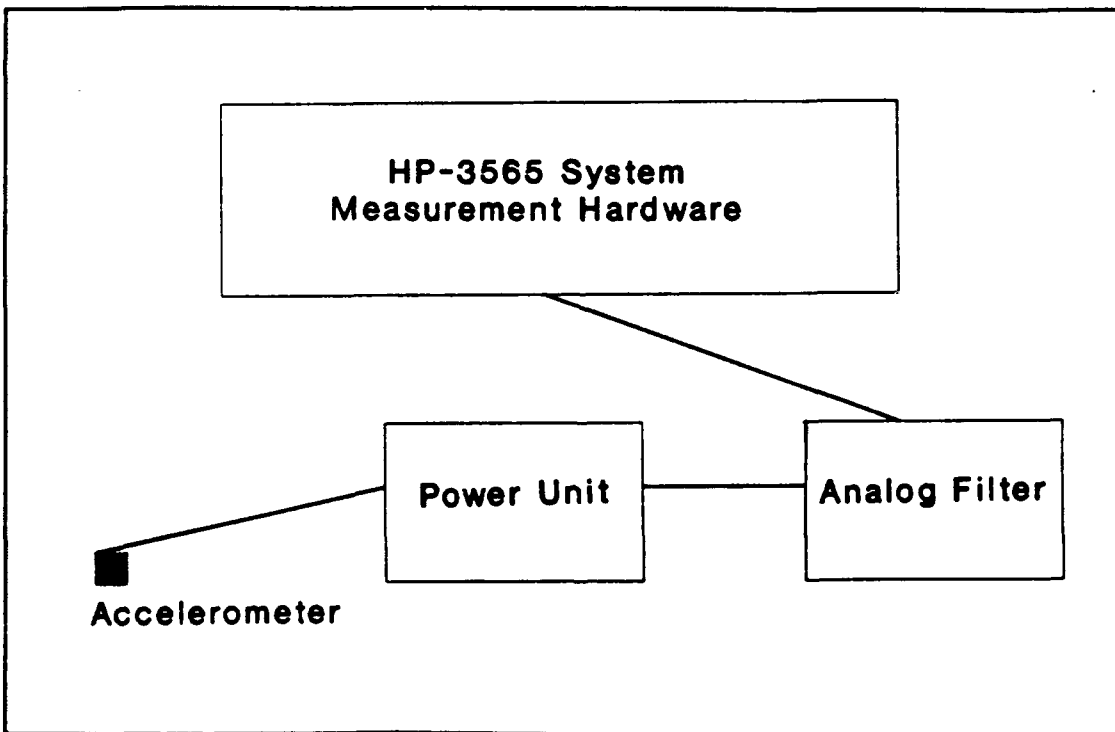 HP-3565 System
Measurement Hardware
Power Unit
Analog Filter
Accelerometer